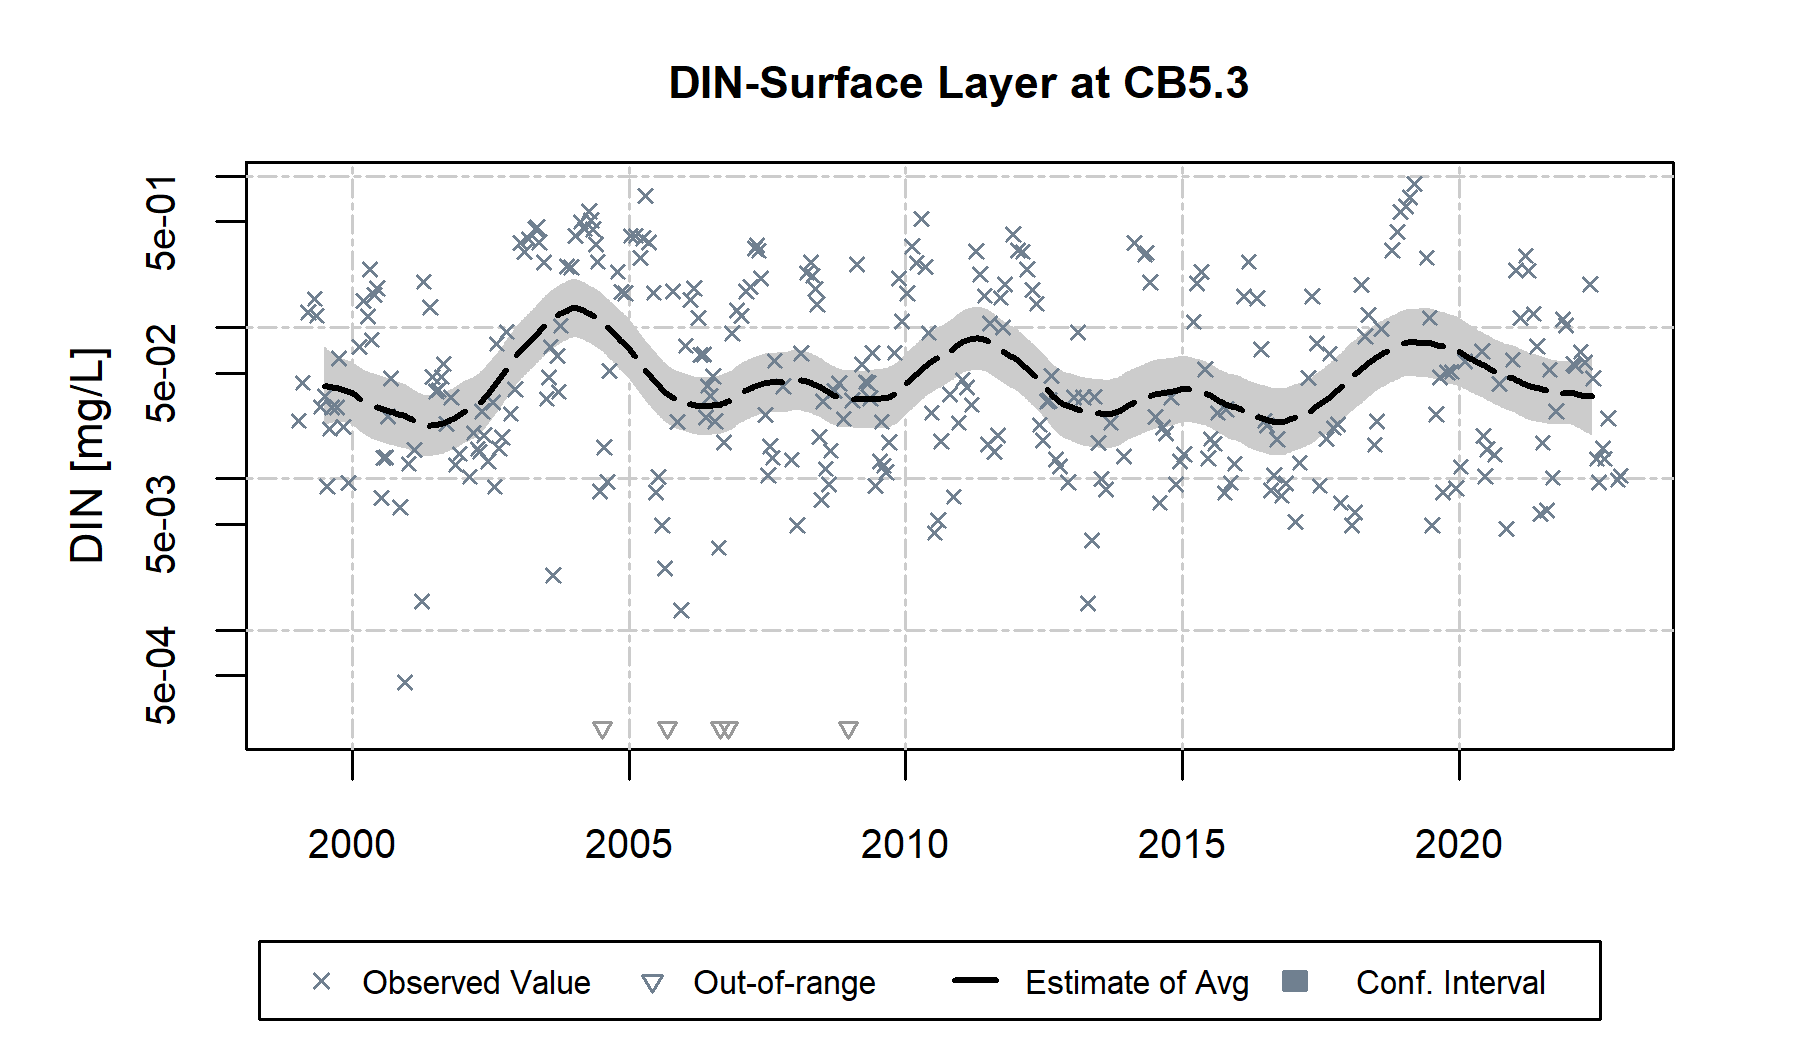 DIN-Surface Layer at CB5.3
DIN [mg/L]
5e-01
5e-02
5e-03
5e-04
2000 2005 2010 2015 2020
Observed Value Out-of-range Estimate of Avg Conf. Interval